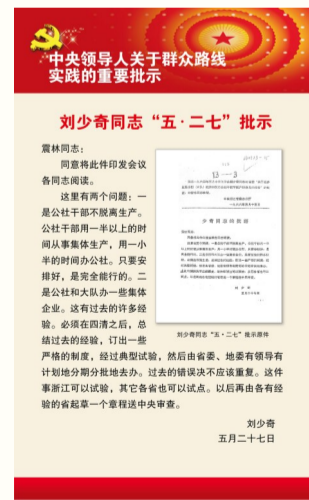 中央领导人关于群众路线
实践的重要批示
刘少奇同志“五·二七”批示
震林同志：
同意将此件印发会议
各同志阅读。
这里有两个问题：一
是公社干部不脱离生产。
公社干部用一半以上的时
间从事集体生产，用一小
半的时间办公社。只要安
排好，是完全能行的。二
是公社和大队办一些集体
企业。这有过去的许多经
验。必须在四清之后，总
结过去的经验，订出一些
严格的制度，经过典型试验，然后由省委、地委有领导有
计划地分期分批地去办。过去的错误决不应该重复。这件
事浙江可以试验，其它各省也可以试点。以后再由各有经
验的省起草一个章程送中央审查。
刘少奇
五月二十七日
少奇同志的批语
刘少奇同志“五·二七”批示原件